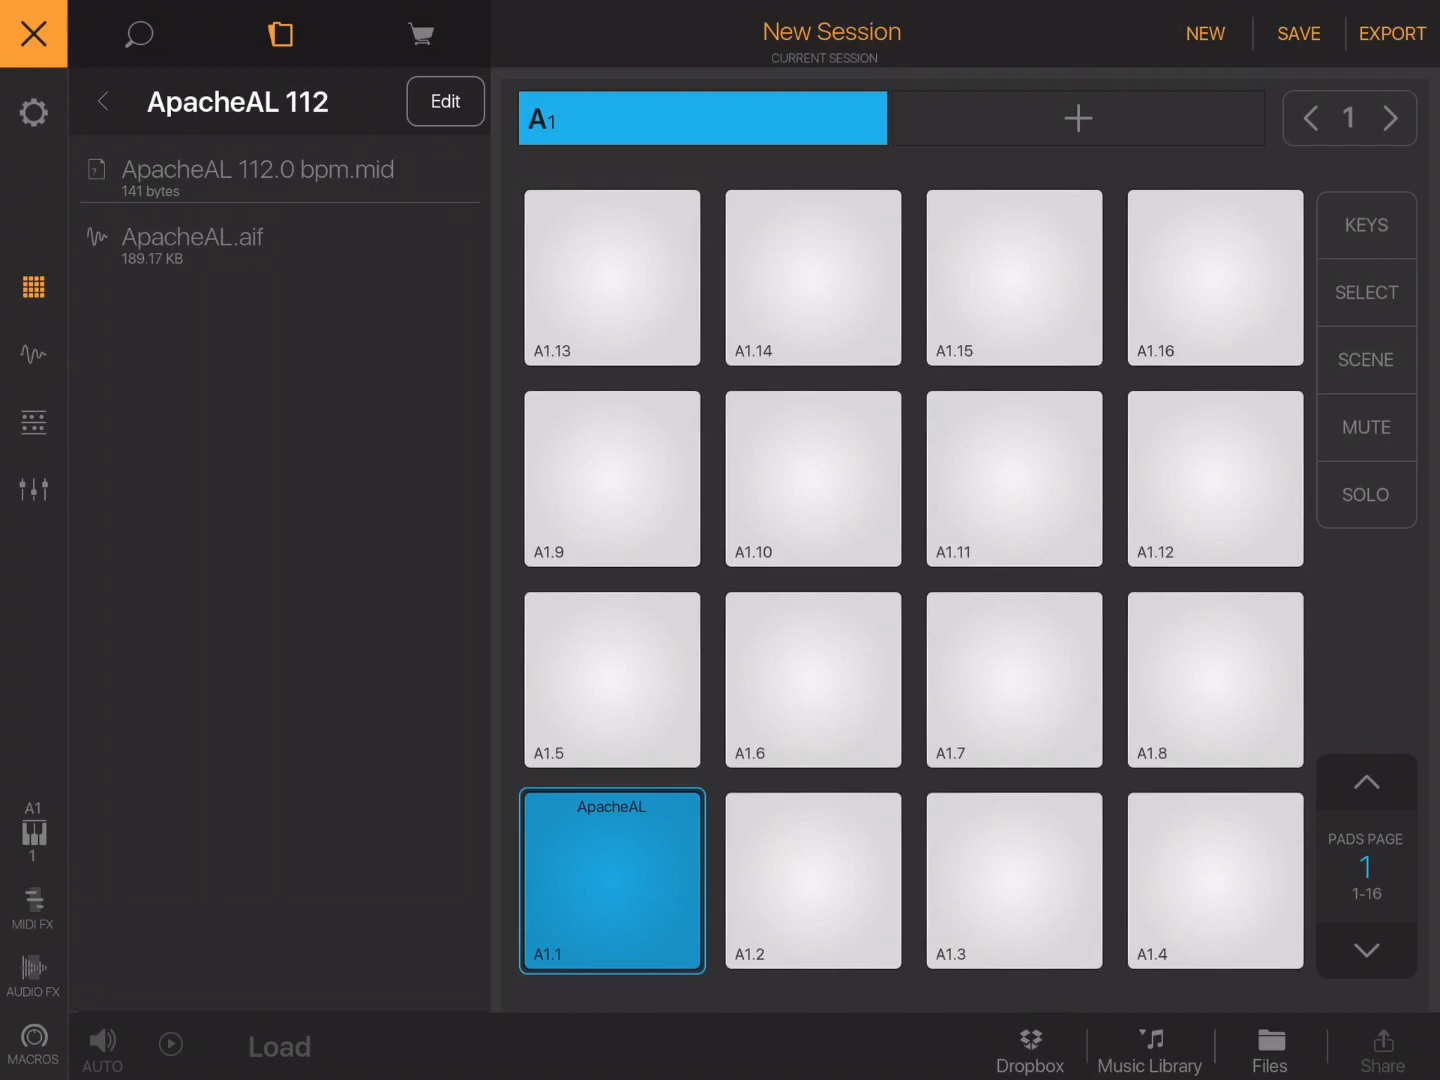 New Session
CURRENT SESSION
NEW
SAVE
EXPORT
ApacheAL 112
Edit
ApacheAL 112.0 bpm.mid
141 bytes
ApacheAL.aif
189.17 KB
A1
1
A1.13
A1.14
A1.15
A1.16
A1.9
A1.10
A1.11
A1.12
A1.5
A1.6
A1.7
A1.8
ApacheAL
A1.1
A1.2
A1.3
A1.4
KEYS
SELECT
SCENE
MUTE
SOLO
PADS PAGE
1
1-16
A1
1
MIDI FX
AUDIO FX
MACROS
AUTO
Load
Dropbox
Music Library
Files
Share